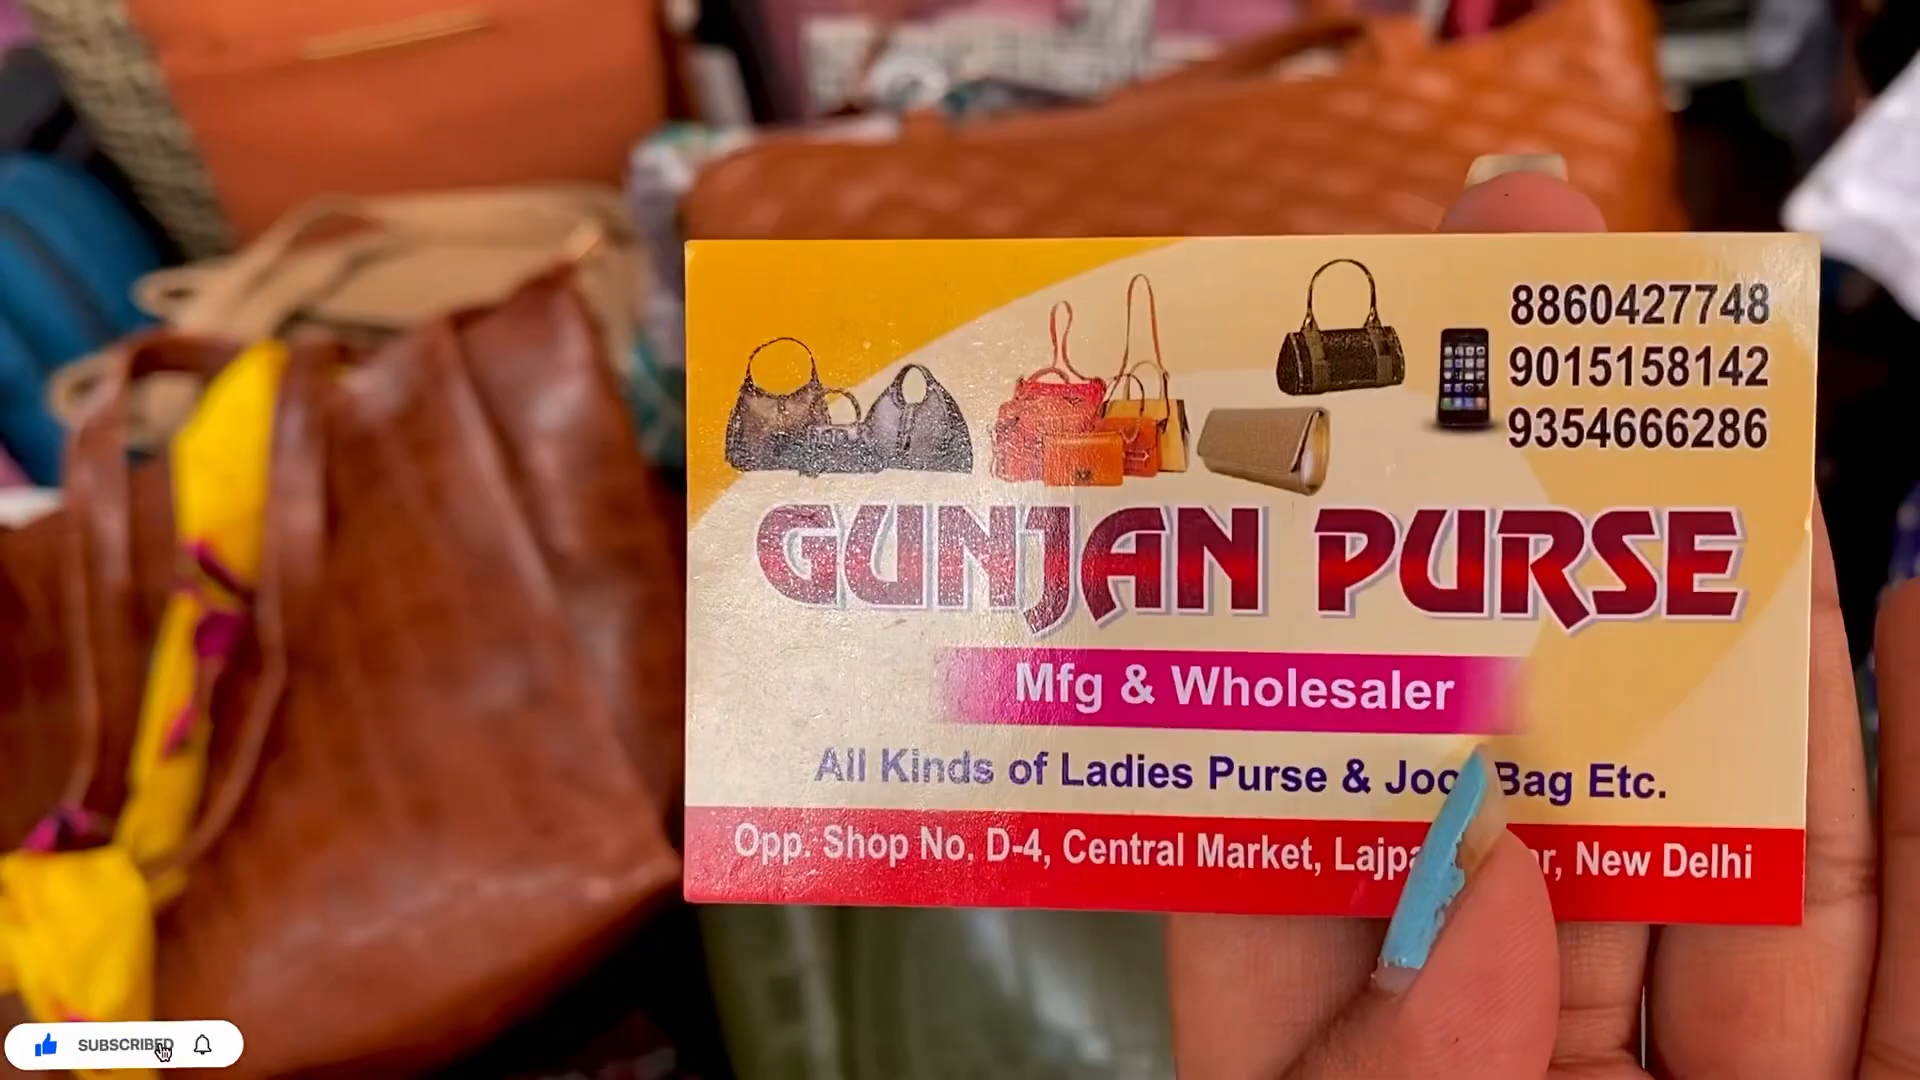 8860427748
9015158142
9354666286
GUNJAN PURSE
Mfg & Wholesaler
All Kinds of Ladies Purse & Bag Etc.
Opp. Shop No. D-4, Central Market, New Delhi
SUBSCRIBED